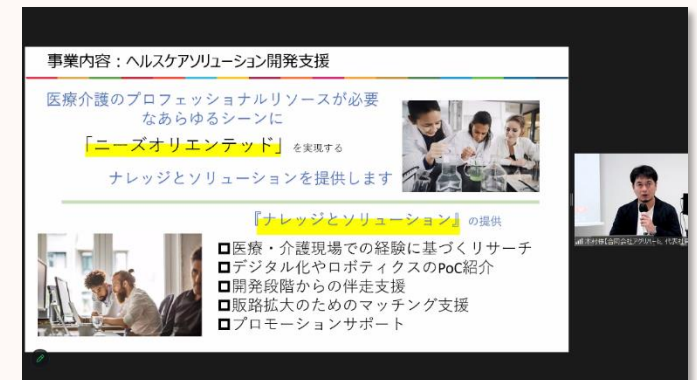 事業内容:ヘルスケアソリューション開発支援
医療介護のプロフェッショナルリソースが必要
なあらゆるシーンに
「ニーズオリエンテッド」を実現する
ナレッジとソリューションを提供します
『ナレッジとソリューション』の提供
□医療・介護現場での経験に基づくリサーチ
□デジタル化やロボティクスのPoC紹介
□開発段階からの伴走支援
□販路拡大のためのマッチング支援
□プロモーションサポート